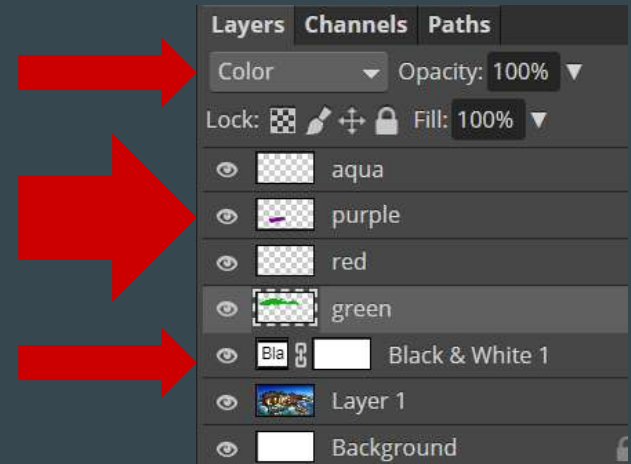 Layers Channels Paths
Color Opacity: 100%
Lock: Fill: 100%
aqua
purple
red
green
Bla Black & White 1
Layer 1
Background